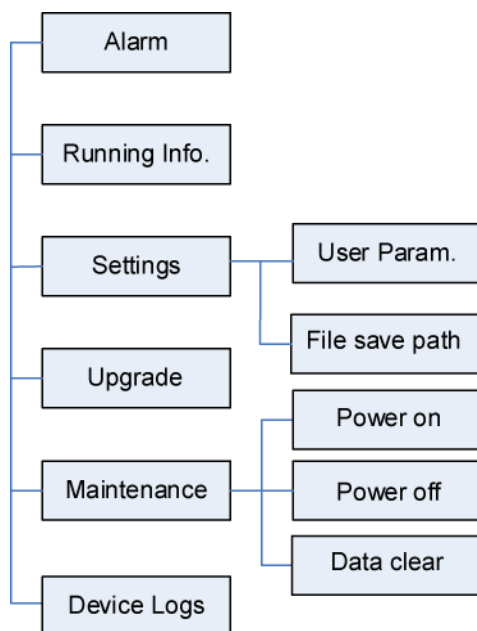 Alarm
Running Info.
Settings
User Param.
File save path
Upgrade
Maintenance
Power on
Power off
Data clear
Device Logs